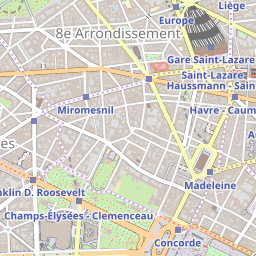 Liège
Europe
8e Arrondissement
Gare Saint-Lazare
Saint-Lazare
Haussmann - Sain
Miromesnil
Havre - Caum
es
Madeleine
nklin D. Roosevelt
Champs-Élysées - Clemenceau
Concorde